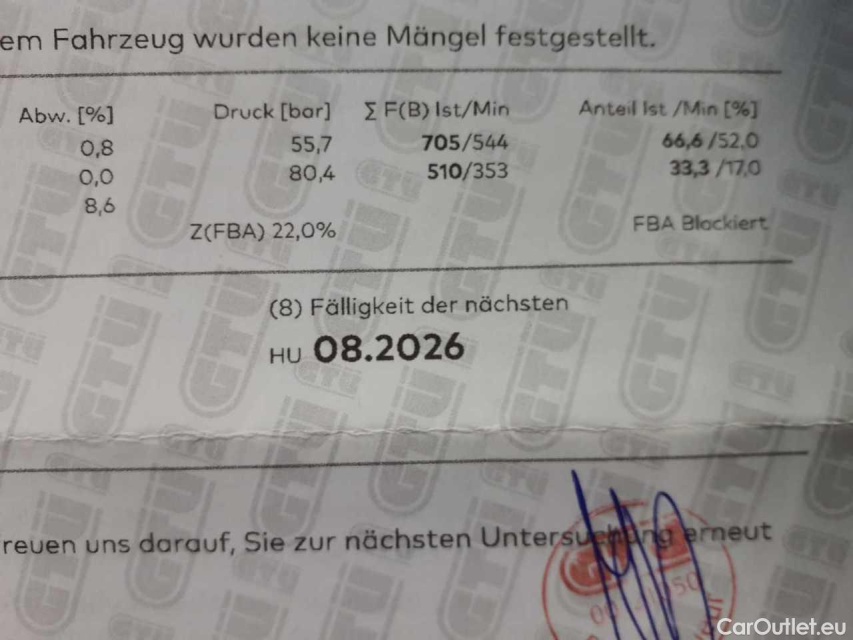 em Fahrzeug wurden keine Mängel festgestellt.
Abw. [%] Druck [bar] ∑ F(B) Ist/Min Anteil Ist /Min [%]
0,8 55,7 705/544 66,6 /52,0
0,0 80,4 510/353 33,3 /17,0
8,6
Z(FBA) 22,0% FBA Blockiert
(8) Fälligkeit der nächsten
HU 08.2026
reuen uns darauf, Sie zur nächsten Untersuchung erneut
CarOutlet.eu